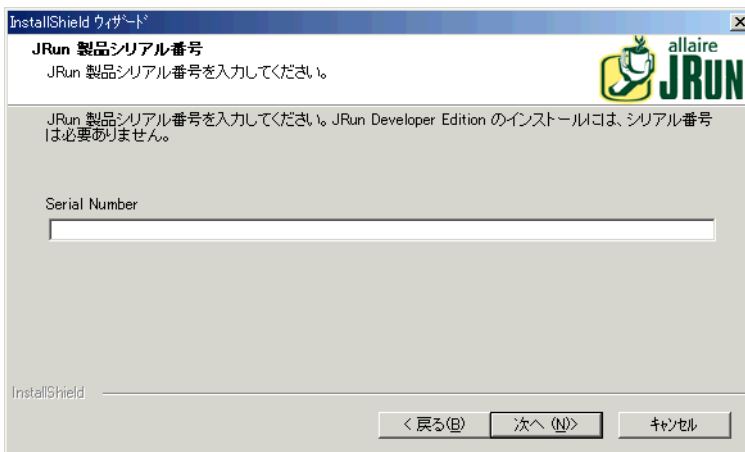 InstallShield ウィザード
JRun 製品シリアル番号
JRun 製品シリアル番号を入力してください。
allaire
JRUN
JRun 製品シリアル番号を入力してください。JRun Developer Edition のインストールには、シリアル番号
は必要ありません。
Serial Number
InstallShield
< 戻る(B)
次へ (N)>
キャンセル